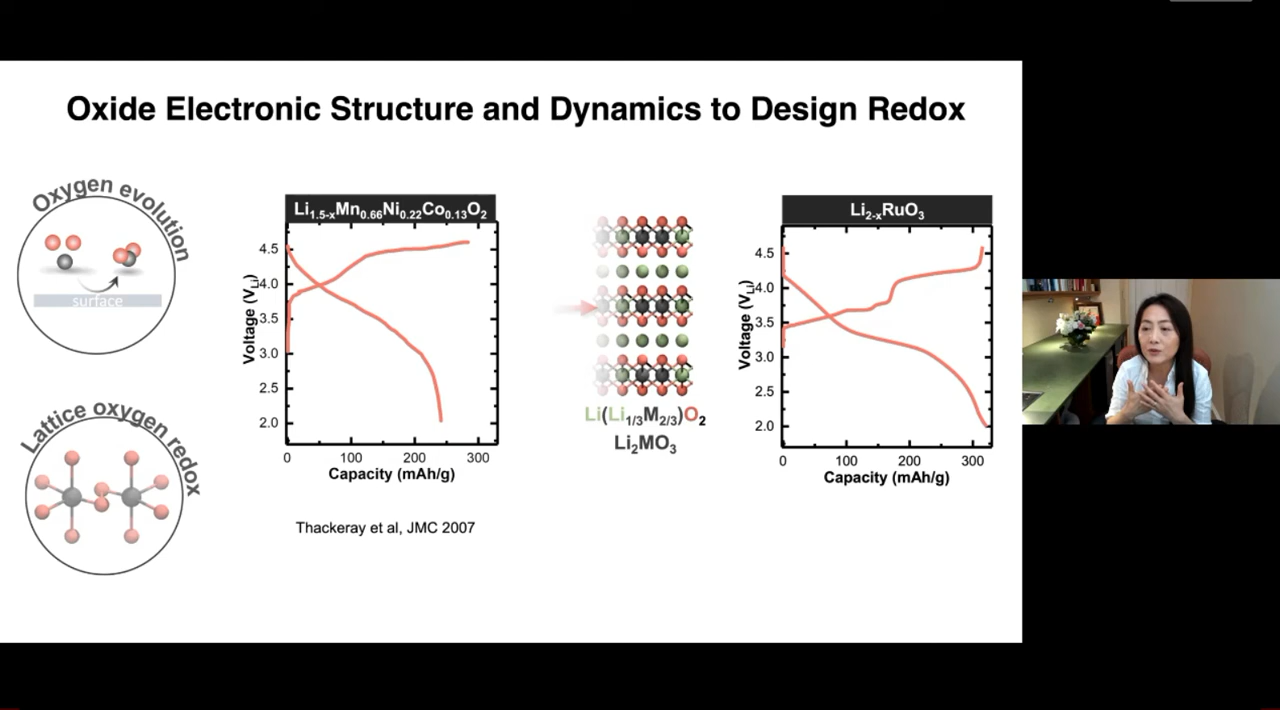 Oxide Electronic Structure and Dynamics to Design Redox
Oxygen evolution
surface
Lattice oxygen redox
Li1.5-xMn0.66Ni0.22Co0.13O2
Voltage (VLi)
4.5
4.0
3.5
3.0
2.5
2.0
0 100 200 300
Capacity (mAh/g)
Thackeray et al, JMC 2007
Li(Li1/3M2/3)O2
Li2MO3
Li2-xRuO3
Voltage (VLi)
4.5
4.0
3.5
3.0
2.5
2.0
0 100 200 300
Capacity (mAh/g)